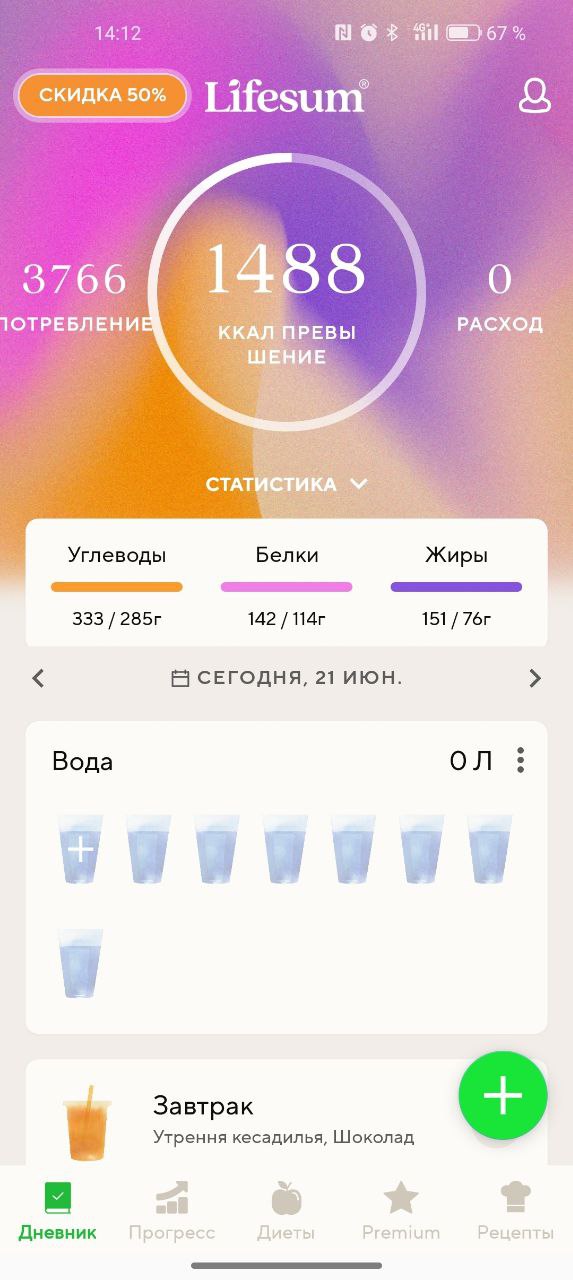 14:12
4G+
67 %
СКИДКА 50%
Lifesum®
3766
ПОТРЕБЛЕНИЕ
1488
ККАЛ ПРЕВЫ
ШЕНИЕ
0
РАСХОД
СТАТИСТИКА
Углеводы
Белки
Жиры
333 / 285г
142 / 114г
151 / 76г
СЕГОДНЯ, 21 ИЮН.
Вода
0 Л
Завтрак
Утрення кесадилья, Шоколад
Дневник
Прогресс
Диеты
Premium
Рецепты